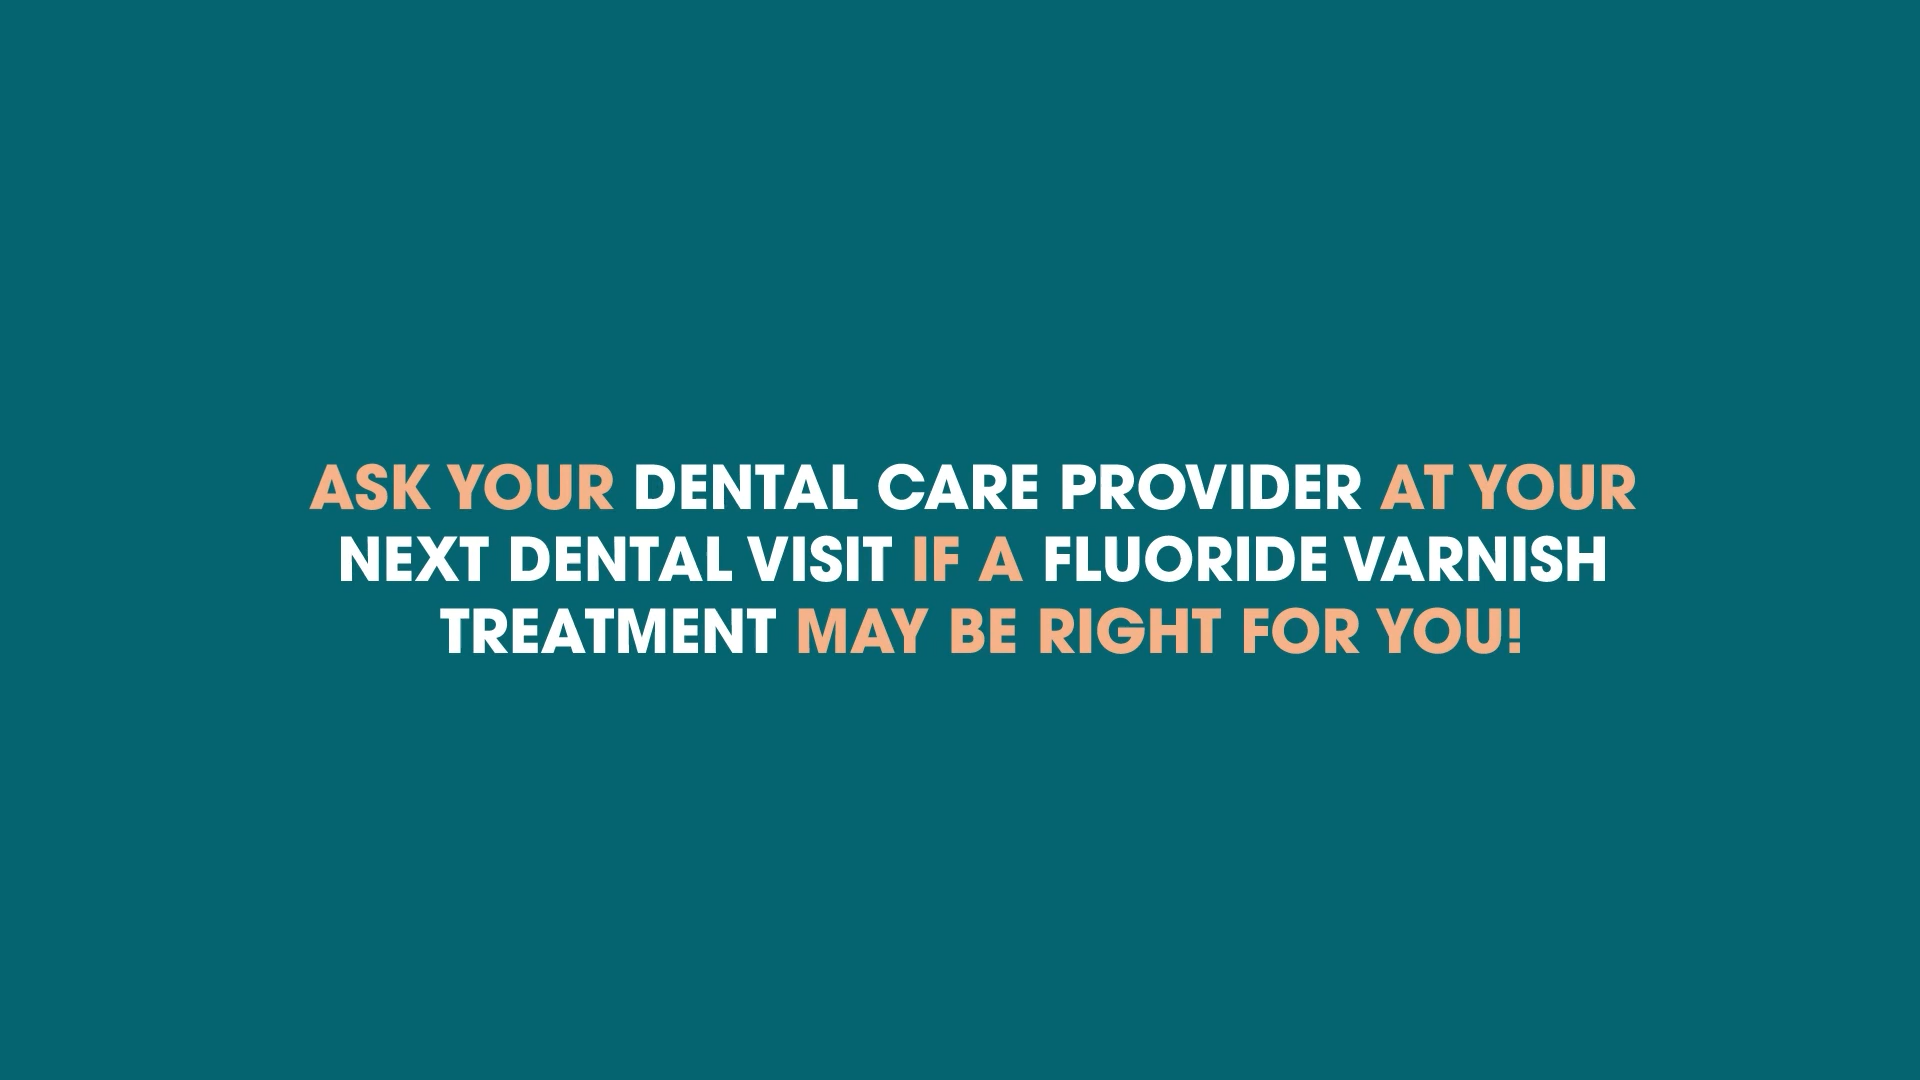 ASK YOUR DENTAL CARE PROVIDER AT YOUR
NEXT DENTAL VISIT IF A FLUORIDE VARNISH
TREATMENT MAY BE RIGHT FOR YOU!